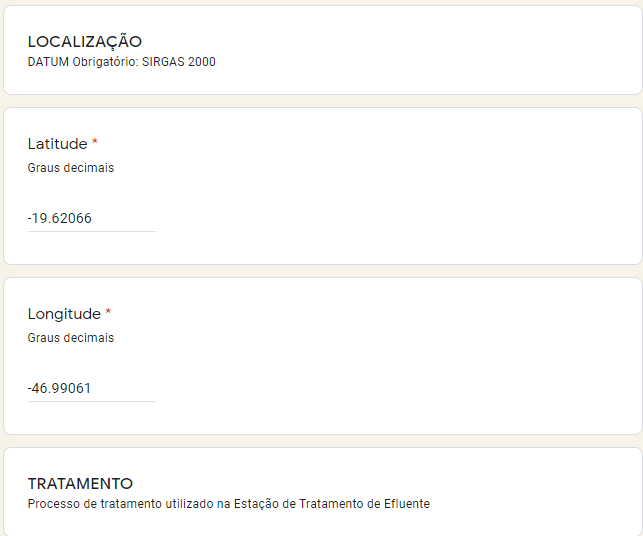 LOCALIZAÇÃO
DATUM Obrigatório: SIRGAS 2000
Latitude *
Graus decimais
-19.62066
Longitude *
Graus decimais
-46.99061
TRATAMENTO
Processo de tratamento utilizado na Estação de Tratamento de Efluente